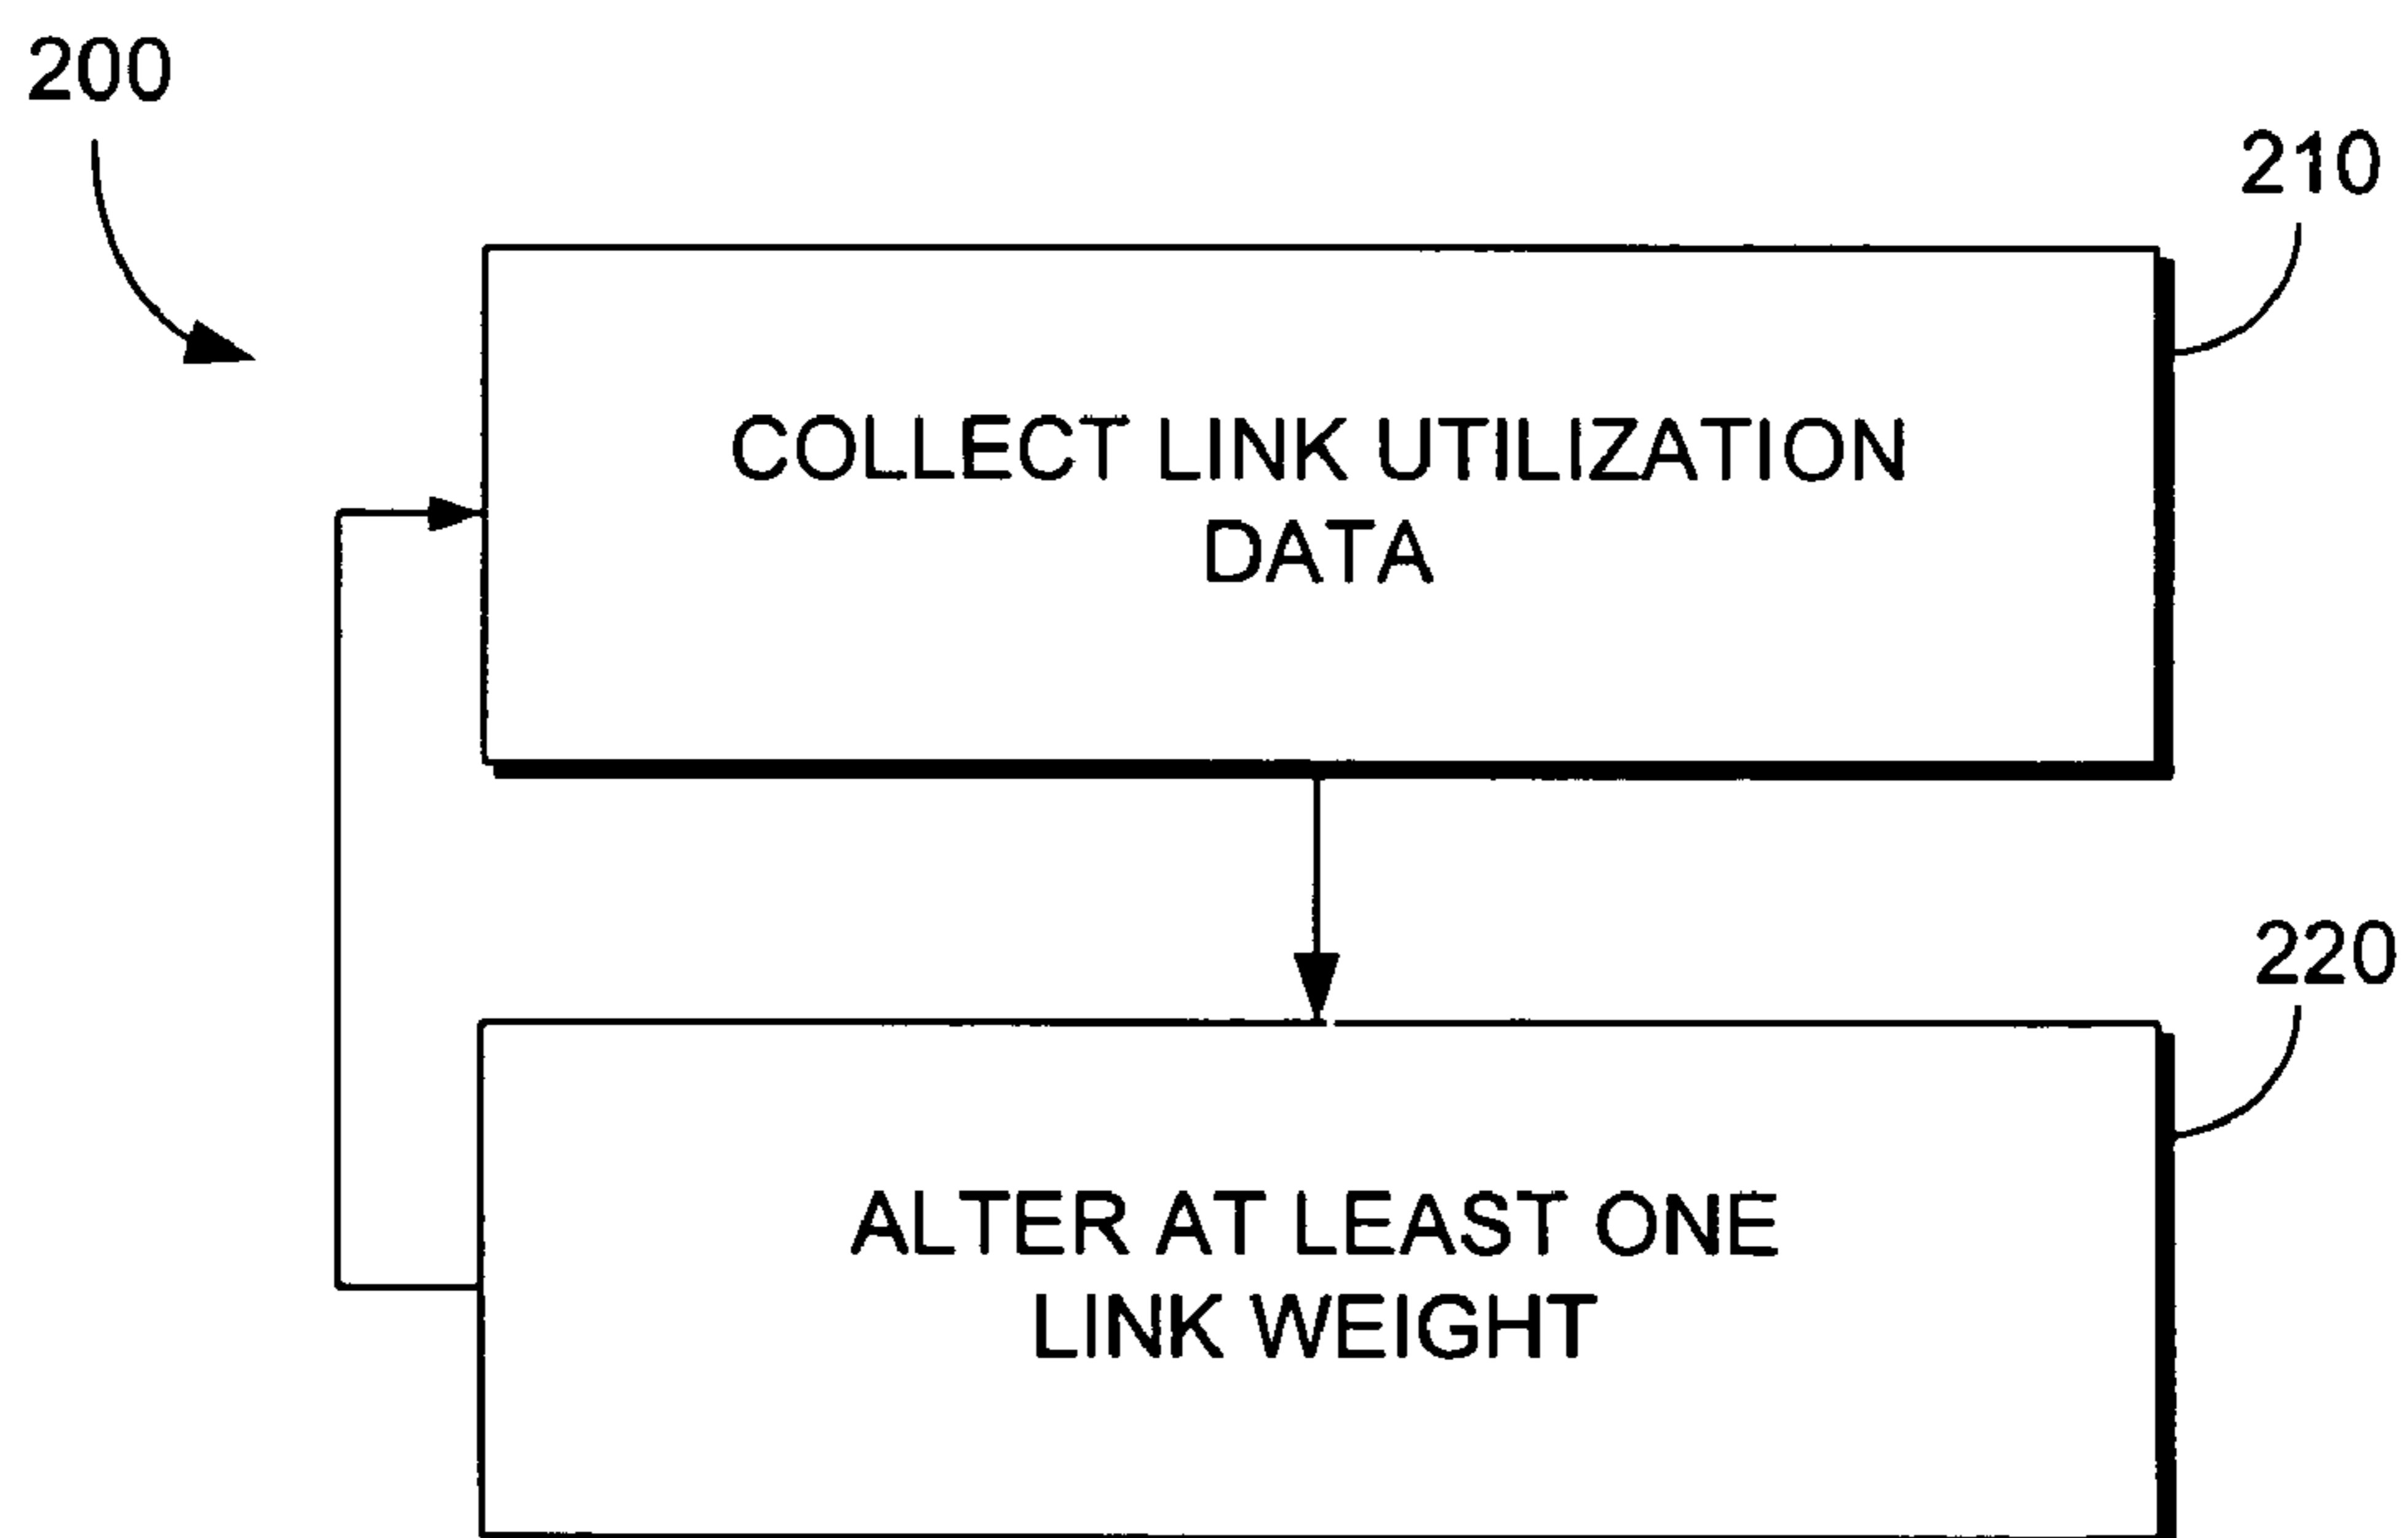 200
210
COLLECT LINK UTILIZATION
DATA
220
ALTER AT LEAST ONE
LINK WEIGHT